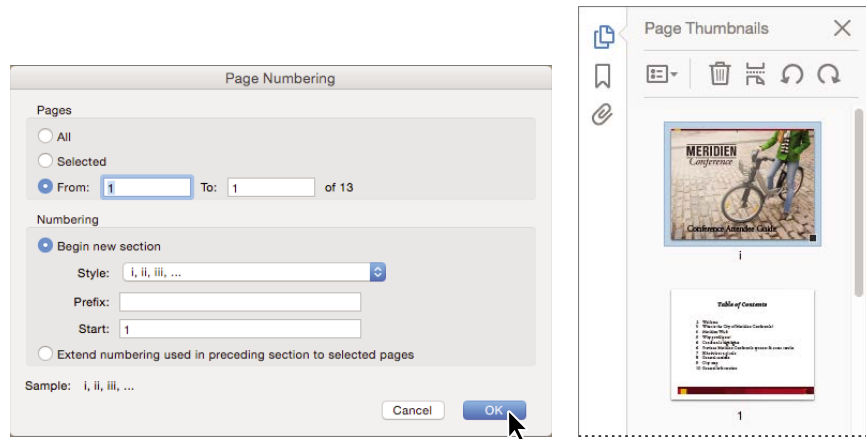 Page Numbering
Pages
All
Selected
From: 1 To: 1 of 13
Numbering
Begin new section
Style: i, ii, iii, ...
Prefix:
Start: 1
Extend numbering used in preceding section to selected pages
Sample: i, ii, iii, ...
Cancel OK
Page Thumbnails
MERIDIEN
Conference
Conference Attendee Guide
i
Table of Contents
1